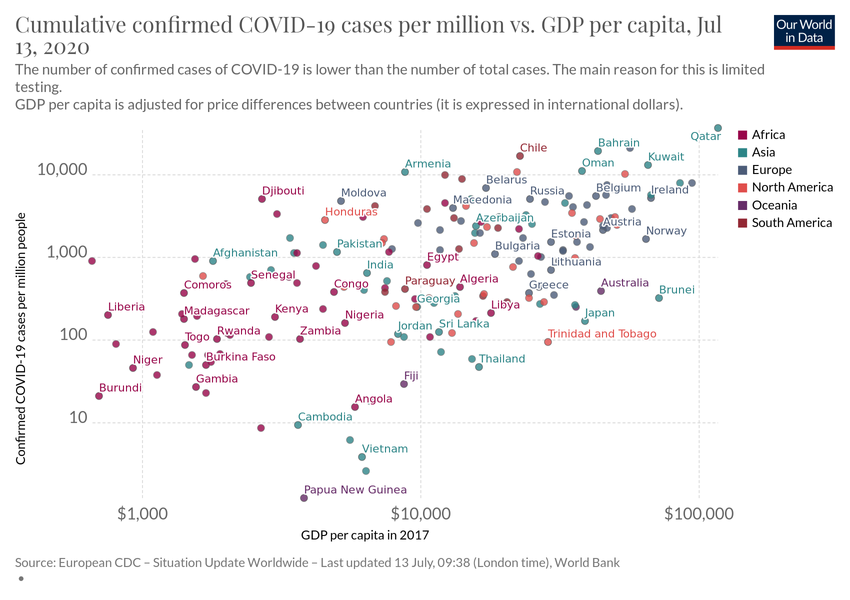 Cumulative confirmed COVID-19 cases per million vs. GDP per capita, Jul
13, 2020
Our World
in Data
The number of confirmed cases of COVID-19 is lower than the number of total cases. The main reason for this is limited
testing.
GDP per capita is adjusted for price differences between countries (it is expressed in international dollars).
Qatar
Africa
Asia
Europe
North America
Oceania
South America
Chile
Bahrain
Kuwait
Oman
Armenia
10,000
Djibouti
Moldova
Belarus
Russia
Belgium
Ireland
Honduras
Macedonia
Azerbaijan
Austria
Norway
Estonia
Afghanistan
Pakistan
Bulgaria
1,000
India
Egypt
Lithuania
Comoros
Senegal
Congo
Paraguay
Algeria
Greece
Australia
Brunei
Georgia
Liberia
Madagascar
Kenya
Nigeria
Libya
Japan
Jordan
Sri Lanka
Togo
Rwanda
Zambia
Trinidad and Tobago
100
Niger
Burkina Faso
Thailand
Burundi
Gambia
Fiji
Angola
10
Cambodia
Vietnam
Papua New Guinea
Confirmed COVID-19 cases per million people
$1,000
$10,000
$100,000
GDP per capita in 2017
Source: European CDC – Situation Update Worldwide – Last updated 13 July, 09:38 (London time), World Bank